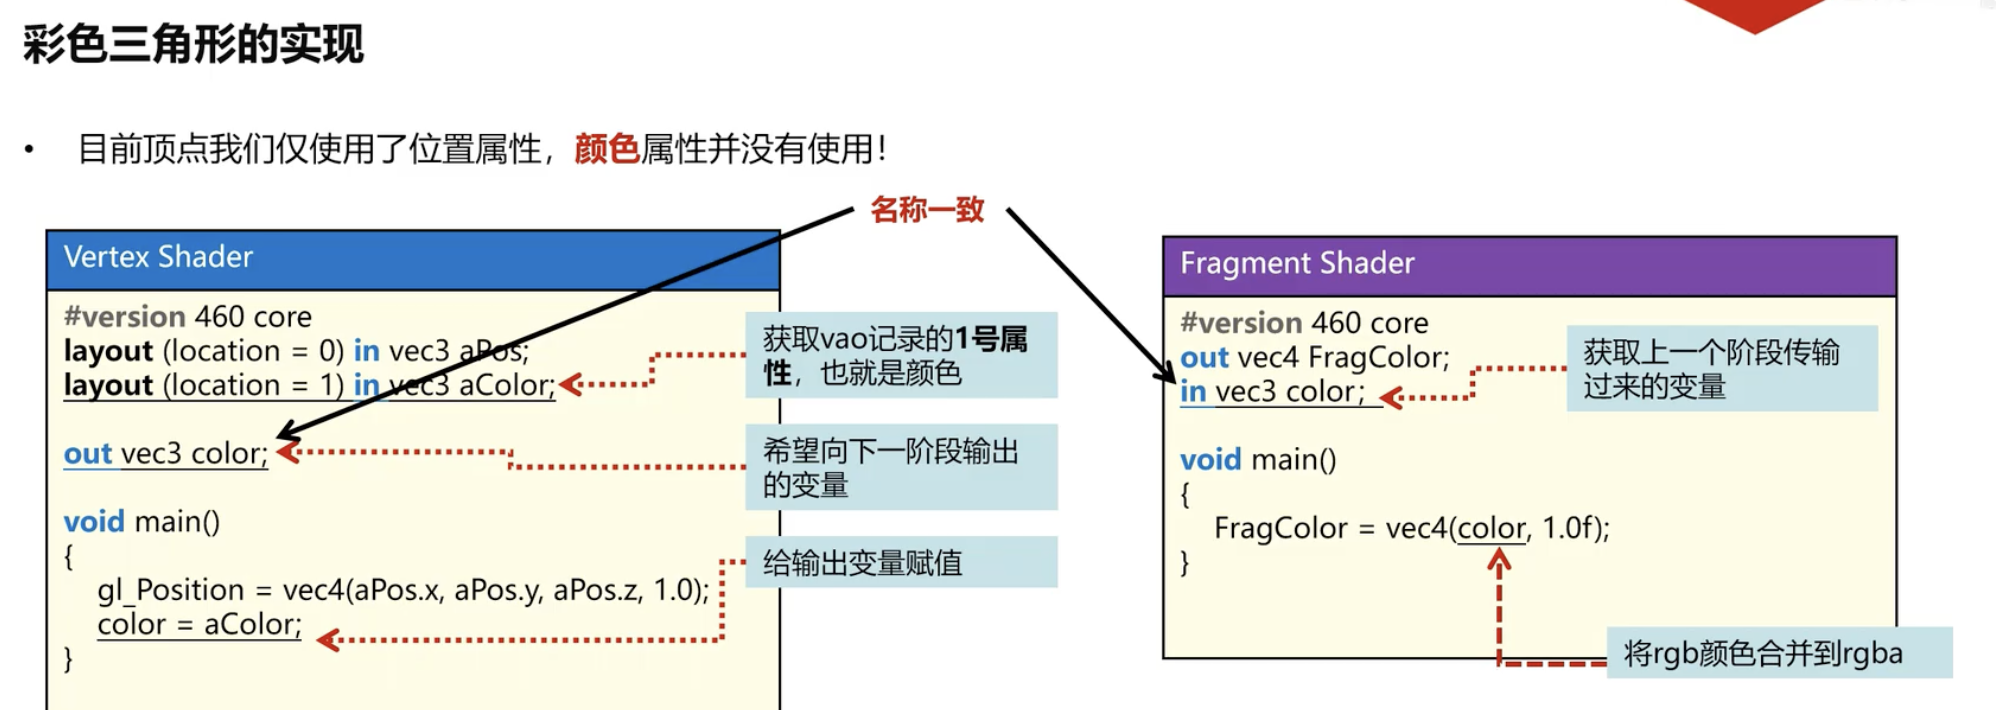 彩色三角形的实现
• 目前顶点我们仅使用了位置属性，颜色属性并没有使用！
名称一致
Vertex Shader
#version 460 core
layout (location = 0) in vec3 aPos;
layout (location = 1) in vec3 aColor;
out vec3 color;
void main()
{
gl_Position = vec4(aPos.x, aPos.y, aPos.z, 1.0);
color = aColor;
}
获取vao记录的1号属
性，也就是颜色
希望向下一阶段输出
的变量
给输出变量赋值
Fragment Shader
#version 460 core
out vec4 FragColor;
in vec3 color;
void main()
{
FragColor = vec4(color, 1.0f);
}
获取上一个阶段传输
过来的变量
将rgb颜色合并到rgba